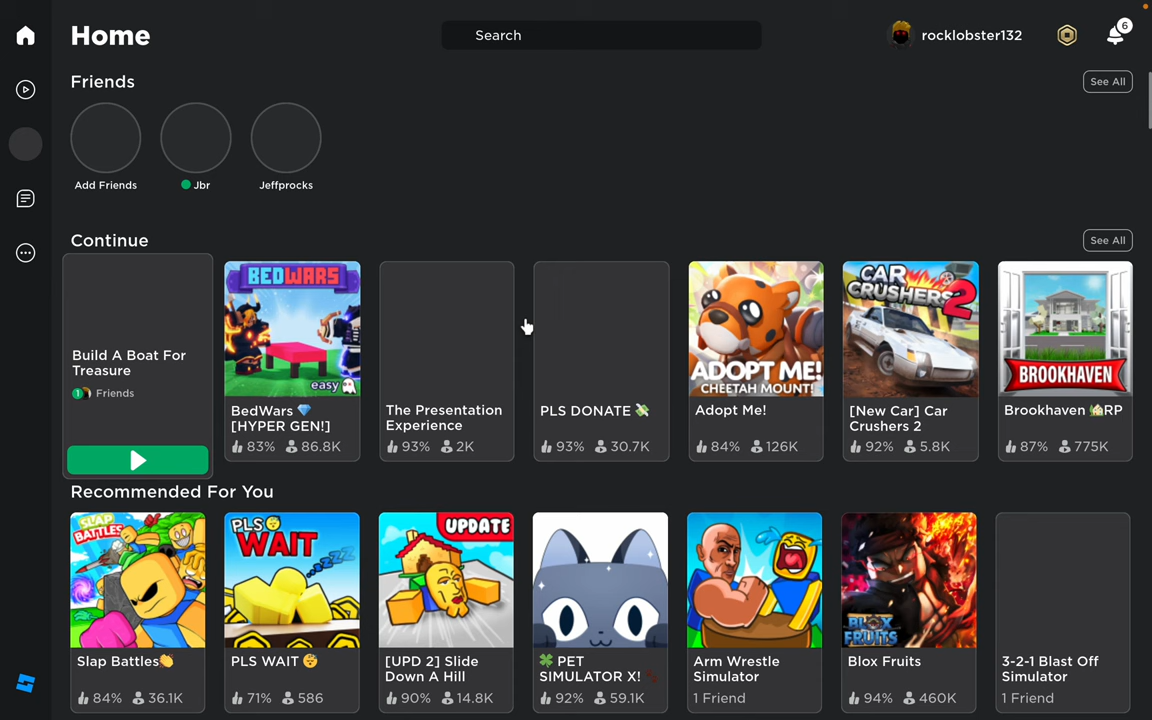 Home
Search
rocklobster132
6
Friends
See All
Add Friends
Jbr
Jeffprocks
Continue
See All
Build A Boat For
Treasure
1 Friends
BEDWARS
easy
BedWars 💎
[HYPER GEN!]
83% 86.8K
The Presentation
Experience
93% 2K
PLS DONATE 💸
93% 30.7K
ADOPT ME!
CHEETAH MOUNT!
Adopt Me!
84% 126K
CAR
CRUSHERS 2
[New Car] Car
Crushers 2
92% 5.8K
BROOKHAVEN
Brookhaven 🏡RP
87% 775K
Recommended For You
SLAP
BATTLES
Slap Battles👏
84% 36.1K
PLS
WAIT
zzz
PLS WAIT 😴
71% 586
UPDATE
[UPD 2] Slide
Down A Hill
90% 14.8K
🍀 PET
SIMULATOR X!
92% 59.1K
Arm Wrestle
Simulator
1 Friend
BLOX
FRUITS
Blox Fruits
94% 460K
3-2-1 Blast Off
Simulator
1 Friend